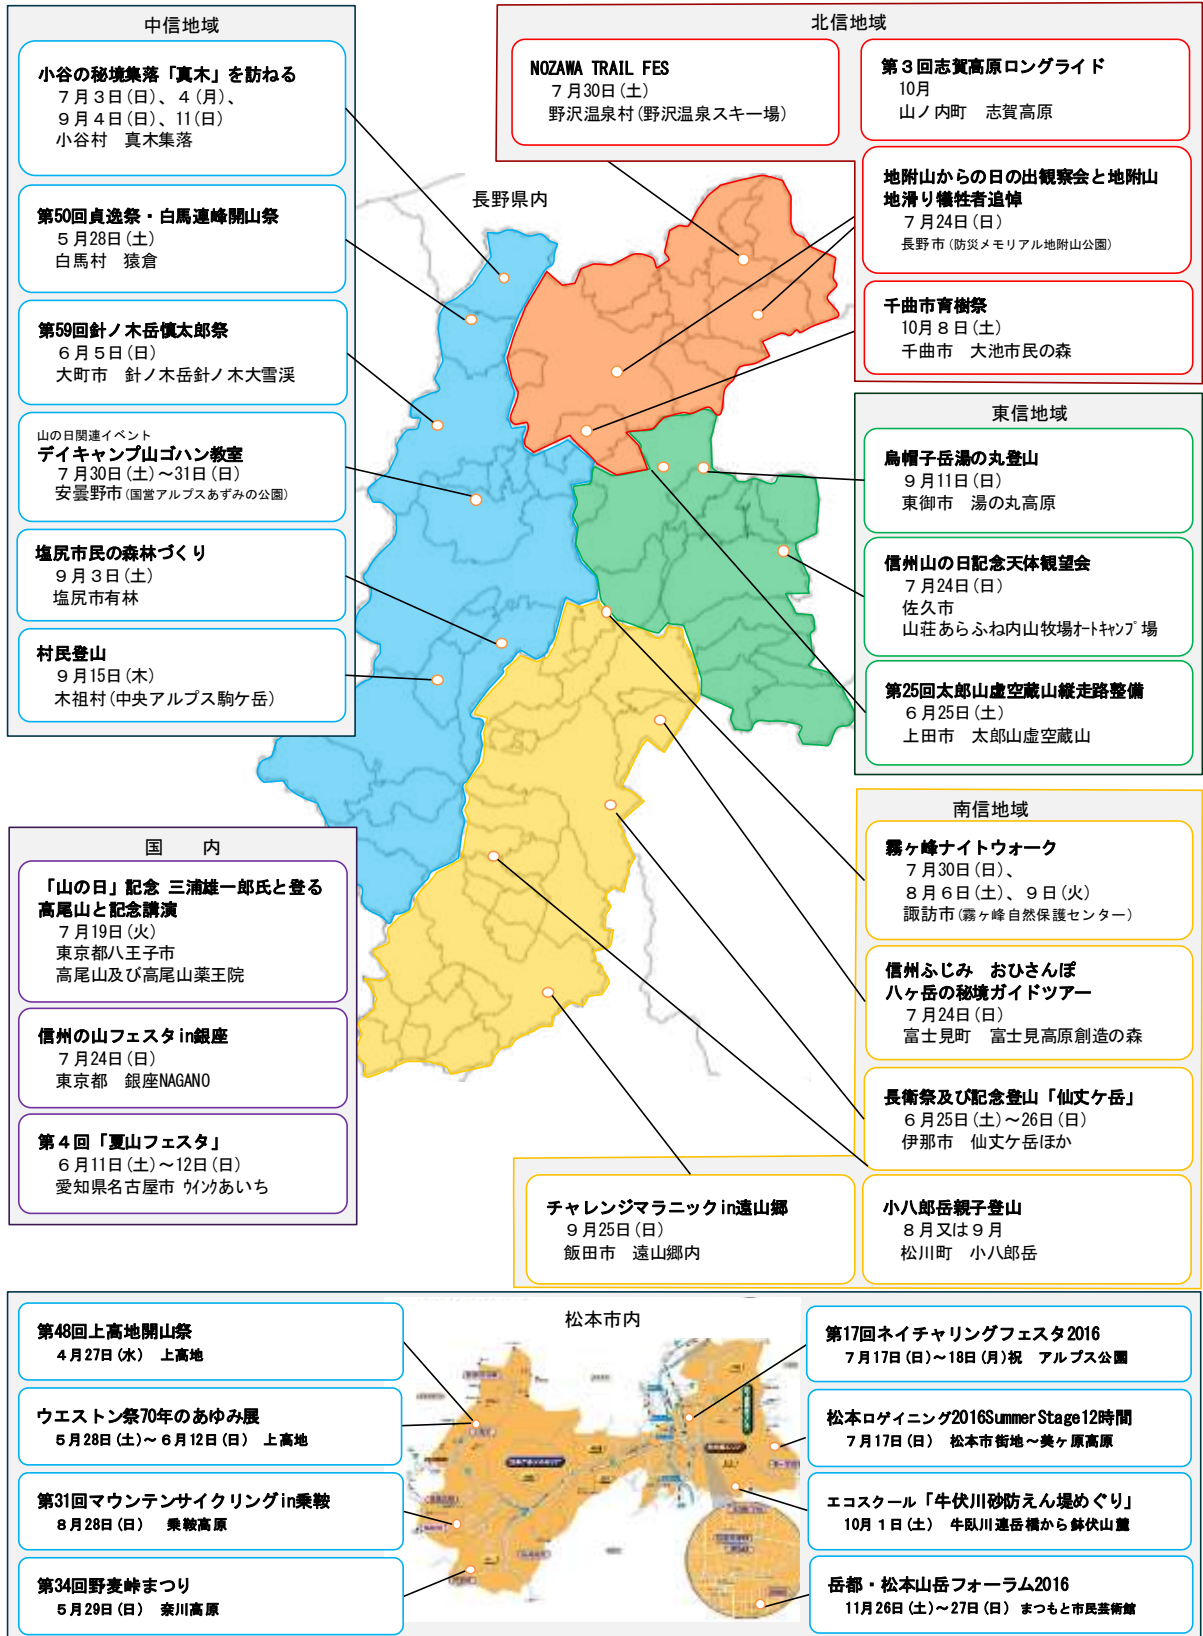 中信地域
小谷の秘境集落「真木」を訪ねる
７月３日(日)、４(月)、
９月４日(日)、11(日)
小谷村　真木集落
第50回貞逸祭・白馬連峰開山祭
５月28日(土)
白馬村　猿倉
第59回針ノ木岳慎太郎祭
６月５日(日)
大町市　針ノ木岳針ノ木大雪渓
山の日関連イベント
デイキャンプ山ゴハン教室
７月30日(土)～31日(日)
安曇野市(国営アルプスあずみの公園)
塩尻市民の森林づくり
９月３日(土)
塩尻市有林
村民登山
９月15日(木)
木祖村(中央アルプス駒ケ岳)
北信地域
NOZAWA TRAIL FES
７月30日(土)
野沢温泉村(野沢温泉スキー場)
第３回志賀高原ロングライド
10月
山ノ内町　志賀高原
地附山からの日の出観察会と地附山
地滑り犠牲者追悼
７月24日(日)
長野市(防災メモリアル地附山公園)
千曲市育樹祭
10月８日(土)
千曲市　大池市民の森
長野県内
東信地域
烏帽子岳湯の丸登山
９月11日(日)
東御市　湯の丸高原
信州山の日記念天体観望会
７月24日(日)
佐久市
山荘あらふね内山牧場ｵｰﾄｷｬﾝﾌﾟ場
第25回太郎山虚空蔵山縦走路整備
６月25日(土)
上田市　太郎山虚空蔵山
南信地域
霧ヶ峰ナイトウォーク
７月30日(日)、
８月６日(土)、９日(火)
諏訪市(霧ヶ峰自然保護センター)
信州ふじみ　おひさんぽ
八ヶ岳の秘境ガイドツアー
７月24日(日)
富士見町　富士見高原創造の森
長衛祭及び記念登山「仙丈ケ岳」
６月25日(土)～26日(日)
伊那市　仙丈ケ岳ほか
チャレンジマラニックin遠山郷
９月25日(日)
飯田市　遠山郷内
小八郎岳親子登山
８月又は９月
松川町　小八郎岳
国　内
「山の日」記念 三浦雄一郎氏と登る
高尾山と記念講演
７月19日(火)
東京都八王子市
高尾山及び高尾山薬王院
信州の山フェスタin銀座
７月24日(日)
東京都　銀座NAGANO
第４回「夏山フェスタ」
６月11日(土)～12日(日)
愛知県名古屋市 ｳｲﾝｸあいち
松本市内
第48回上高地開山祭
４月27日(水)　上高地
ウエストン祭70年のあゆみ展
５月28日(土)～６月12日(日)　上高地
第31回マウンテンサイクリングin乗鞍
８月28日(日)　乗鞍高原
第34回野麦峠まつり
５月29日(日)　奈川高原
第17回ネイチャリングフェスタ2016
７月17日(日)～18日(月)祝　アルプス公園
松本ロゲイニング2016SummerStage12時間
７月17日(日)　松本市街地～美ヶ原高原
エコスクール「牛伏川砂防えん堤めぐり」
10月１日(土)　牛臥川連岳橋から鉢伏山麓
岳都・松本山岳フォーラム2016
11月26日(土)～27日(日)　まつもと市民芸術館